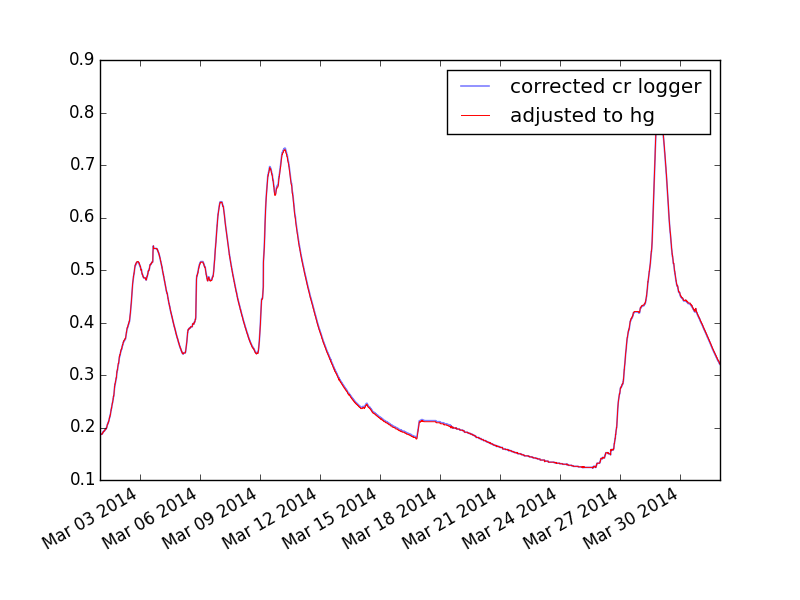 0.9
corrected cr logger
adjusted to hg
0.8
0.7
0.6
0.5
0.4
0.3
0.2
0.1
Mar 03 2014
Mar 06 2014
Mar 09 2014
Mar 12 2014
Mar 15 2014
Mar 18 2014
Mar 21 2014
Mar 24 2014
Mar 27 2014
Mar 30 2014